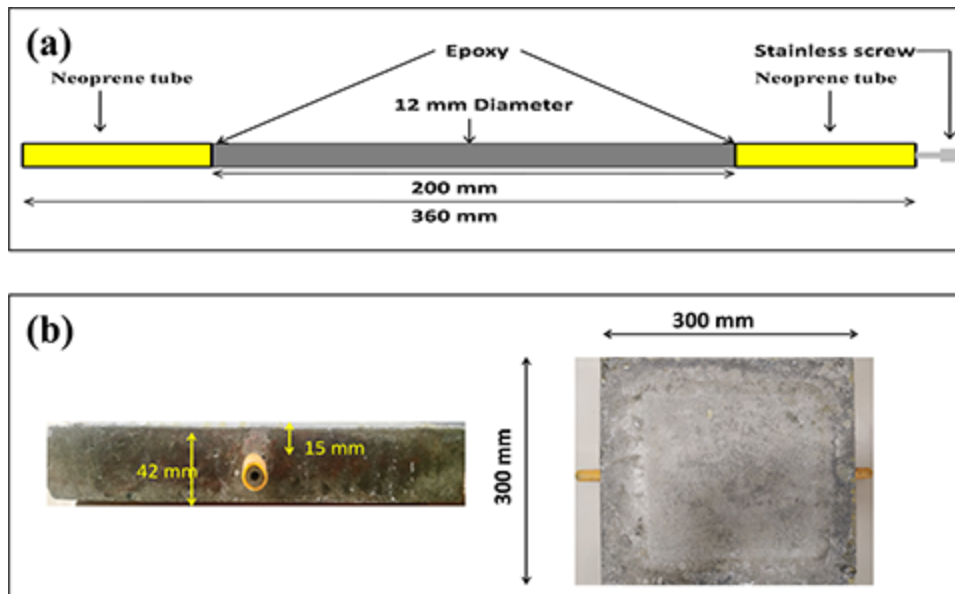 (a)
Epoxy
Stainless screw
Neoprene tube
Neoprene tube
12 mm Diameter
200 mm
360 mm
(b)
300 mm
15 mm
42 mm
300 mm